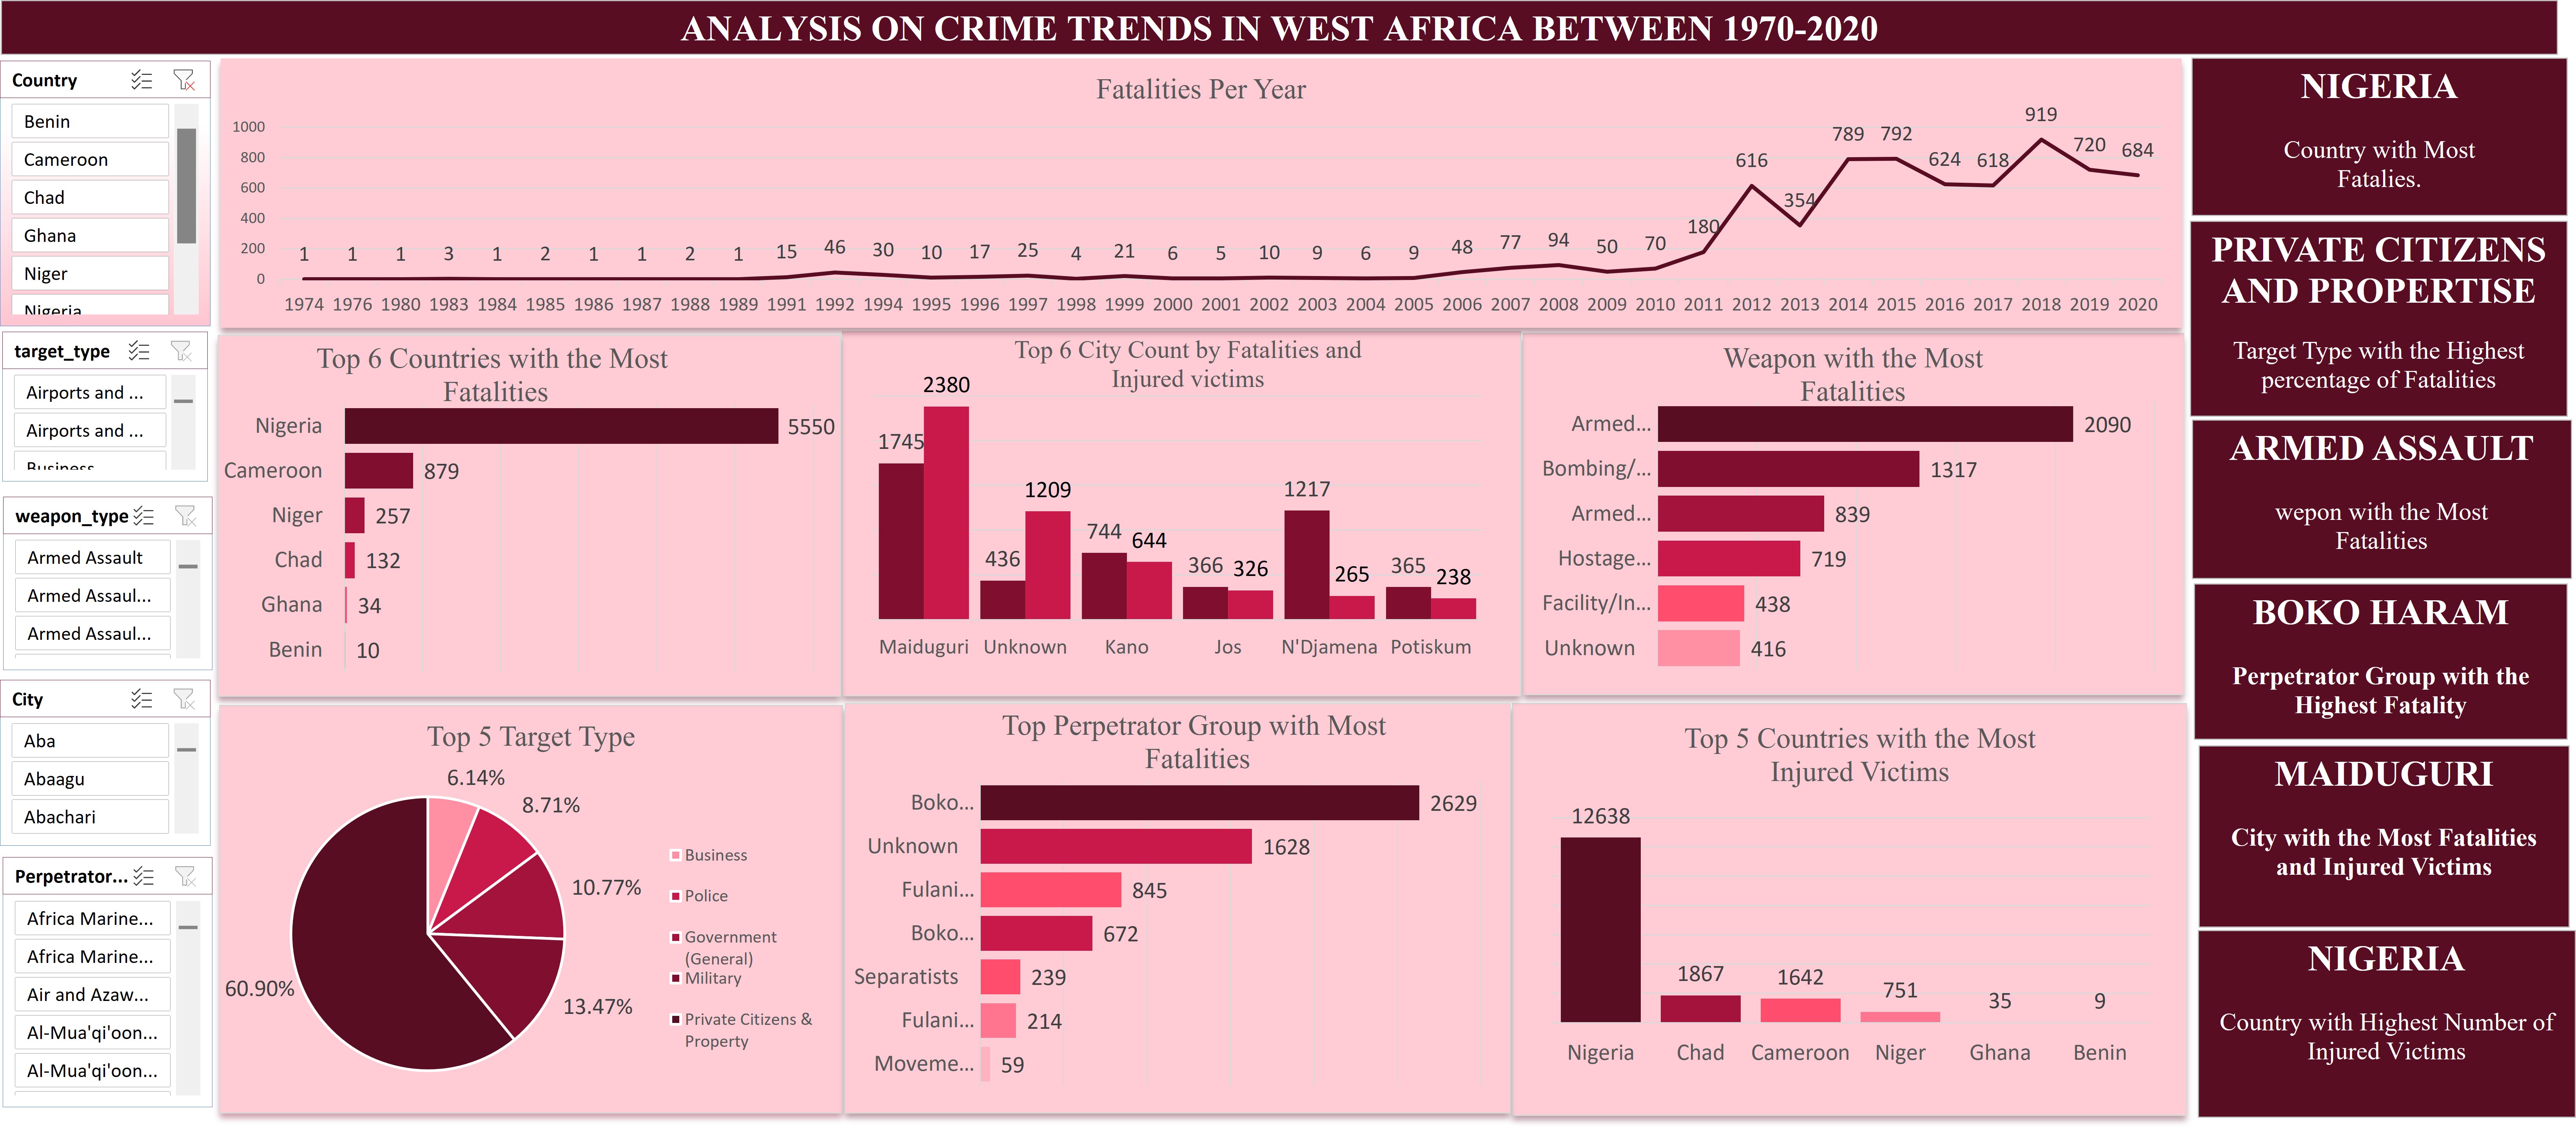 ANALYSIS ON CRIME TRENDS IN WEST AFRICA BETWEEN 1970-2020
Country
Benin
Cameroon
Chad
Ghana
Niger
Nigeria
target_type
Airports and ...
Airports and ...
Business
weapon_type
Armed Assault
Armed Assaul...
Armed Assaul...
City
Aba
Abaagu
Abachari
Perpetrator...
Africa Marine...
Africa Marine...
Air and Azaw...
Al-Mua'qi'oon...
Al-Mua'qi'oon...
Fatalities Per Year
1000
800
600
400
200
0
1 1 1 3 1 2 1 1 2 1 15 46 30 10 17 25 4 21 6 5 10 9 6 9 48 77 94 50 70 180 616 354 789 792 624 618 919 720 684
1974 1976 1980 1983 1984 1985 1986 1987 1988 1989 1991 1992 1994 1995 1996 1997 1998 1999 2000 2001 2002 2003 2004 2005 2006 2007 2008 2009 2010 2011 2012 2013 2014 2015 2016 2017 2018 2019 2020
Top 6 Countries with the Most
Fatalities
Nigeria 5550
Cameroon 879
Niger 257
Chad 132
Ghana 34
Benin 10
Top 6 City Count by Fatalities and
Injured victims
1745 2380 436 1209 744 644 366 326 1217 265 365 238
Maiduguri Unknown Kano Jos N'Djamena Potiskum
Weapon with the Most
Fatalities
Armed... 2090
Bombing/... 1317
Armed... 839
Hostage... 719
Facility/In... 438
Unknown 416
Top 5 Target Type
6.14%
8.71%
10.77%
13.47%
60.90%
Business
Police
Government
(General)
Military
Private Citizens &
Property
Top Perpetrator Group with Most
Fatalities
Boko... 2629
Unknown 1628
Fulani... 845
Boko... 672
Separatists 239
Fulani... 214
Moveme... 59
Top 5 Countries with the Most
Injured Victims
12638 1867 1642 751 35 9
Nigeria Chad Cameroon Niger Ghana Benin
NIGERIA
Country with Most
Fatalies.
PRIVATE CITIZENS
AND PROPERTISE
Target Type with the Highest
percentage of Fatalities
ARMED ASSAULT
wepon with the Most
Fatalities
BOKO HARAM
Perpetrator Group with the
Highest Fatality
MAIDUGURI
City with the Most Fatalities
and Injured Victims
NIGERIA
Country with Highest Number of
Injured Victims